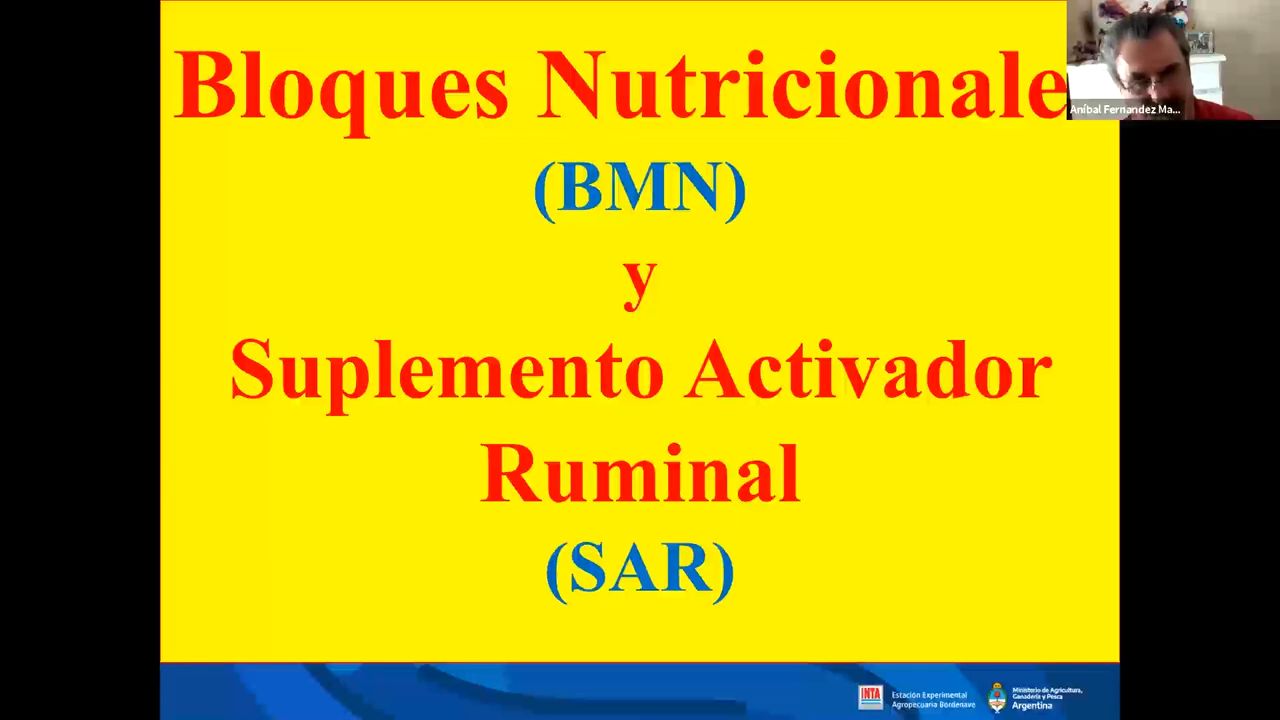 Bloques Nutricionale
(BMN)
y
Suplemento Activador
Ruminal
(SAR)
Aníbal Fernandez Ma...
INTA
Estación Experimental
Agropecuaria Bordenave
Ministerio de Agricultura,
Ganadería y Pesca
Argentina